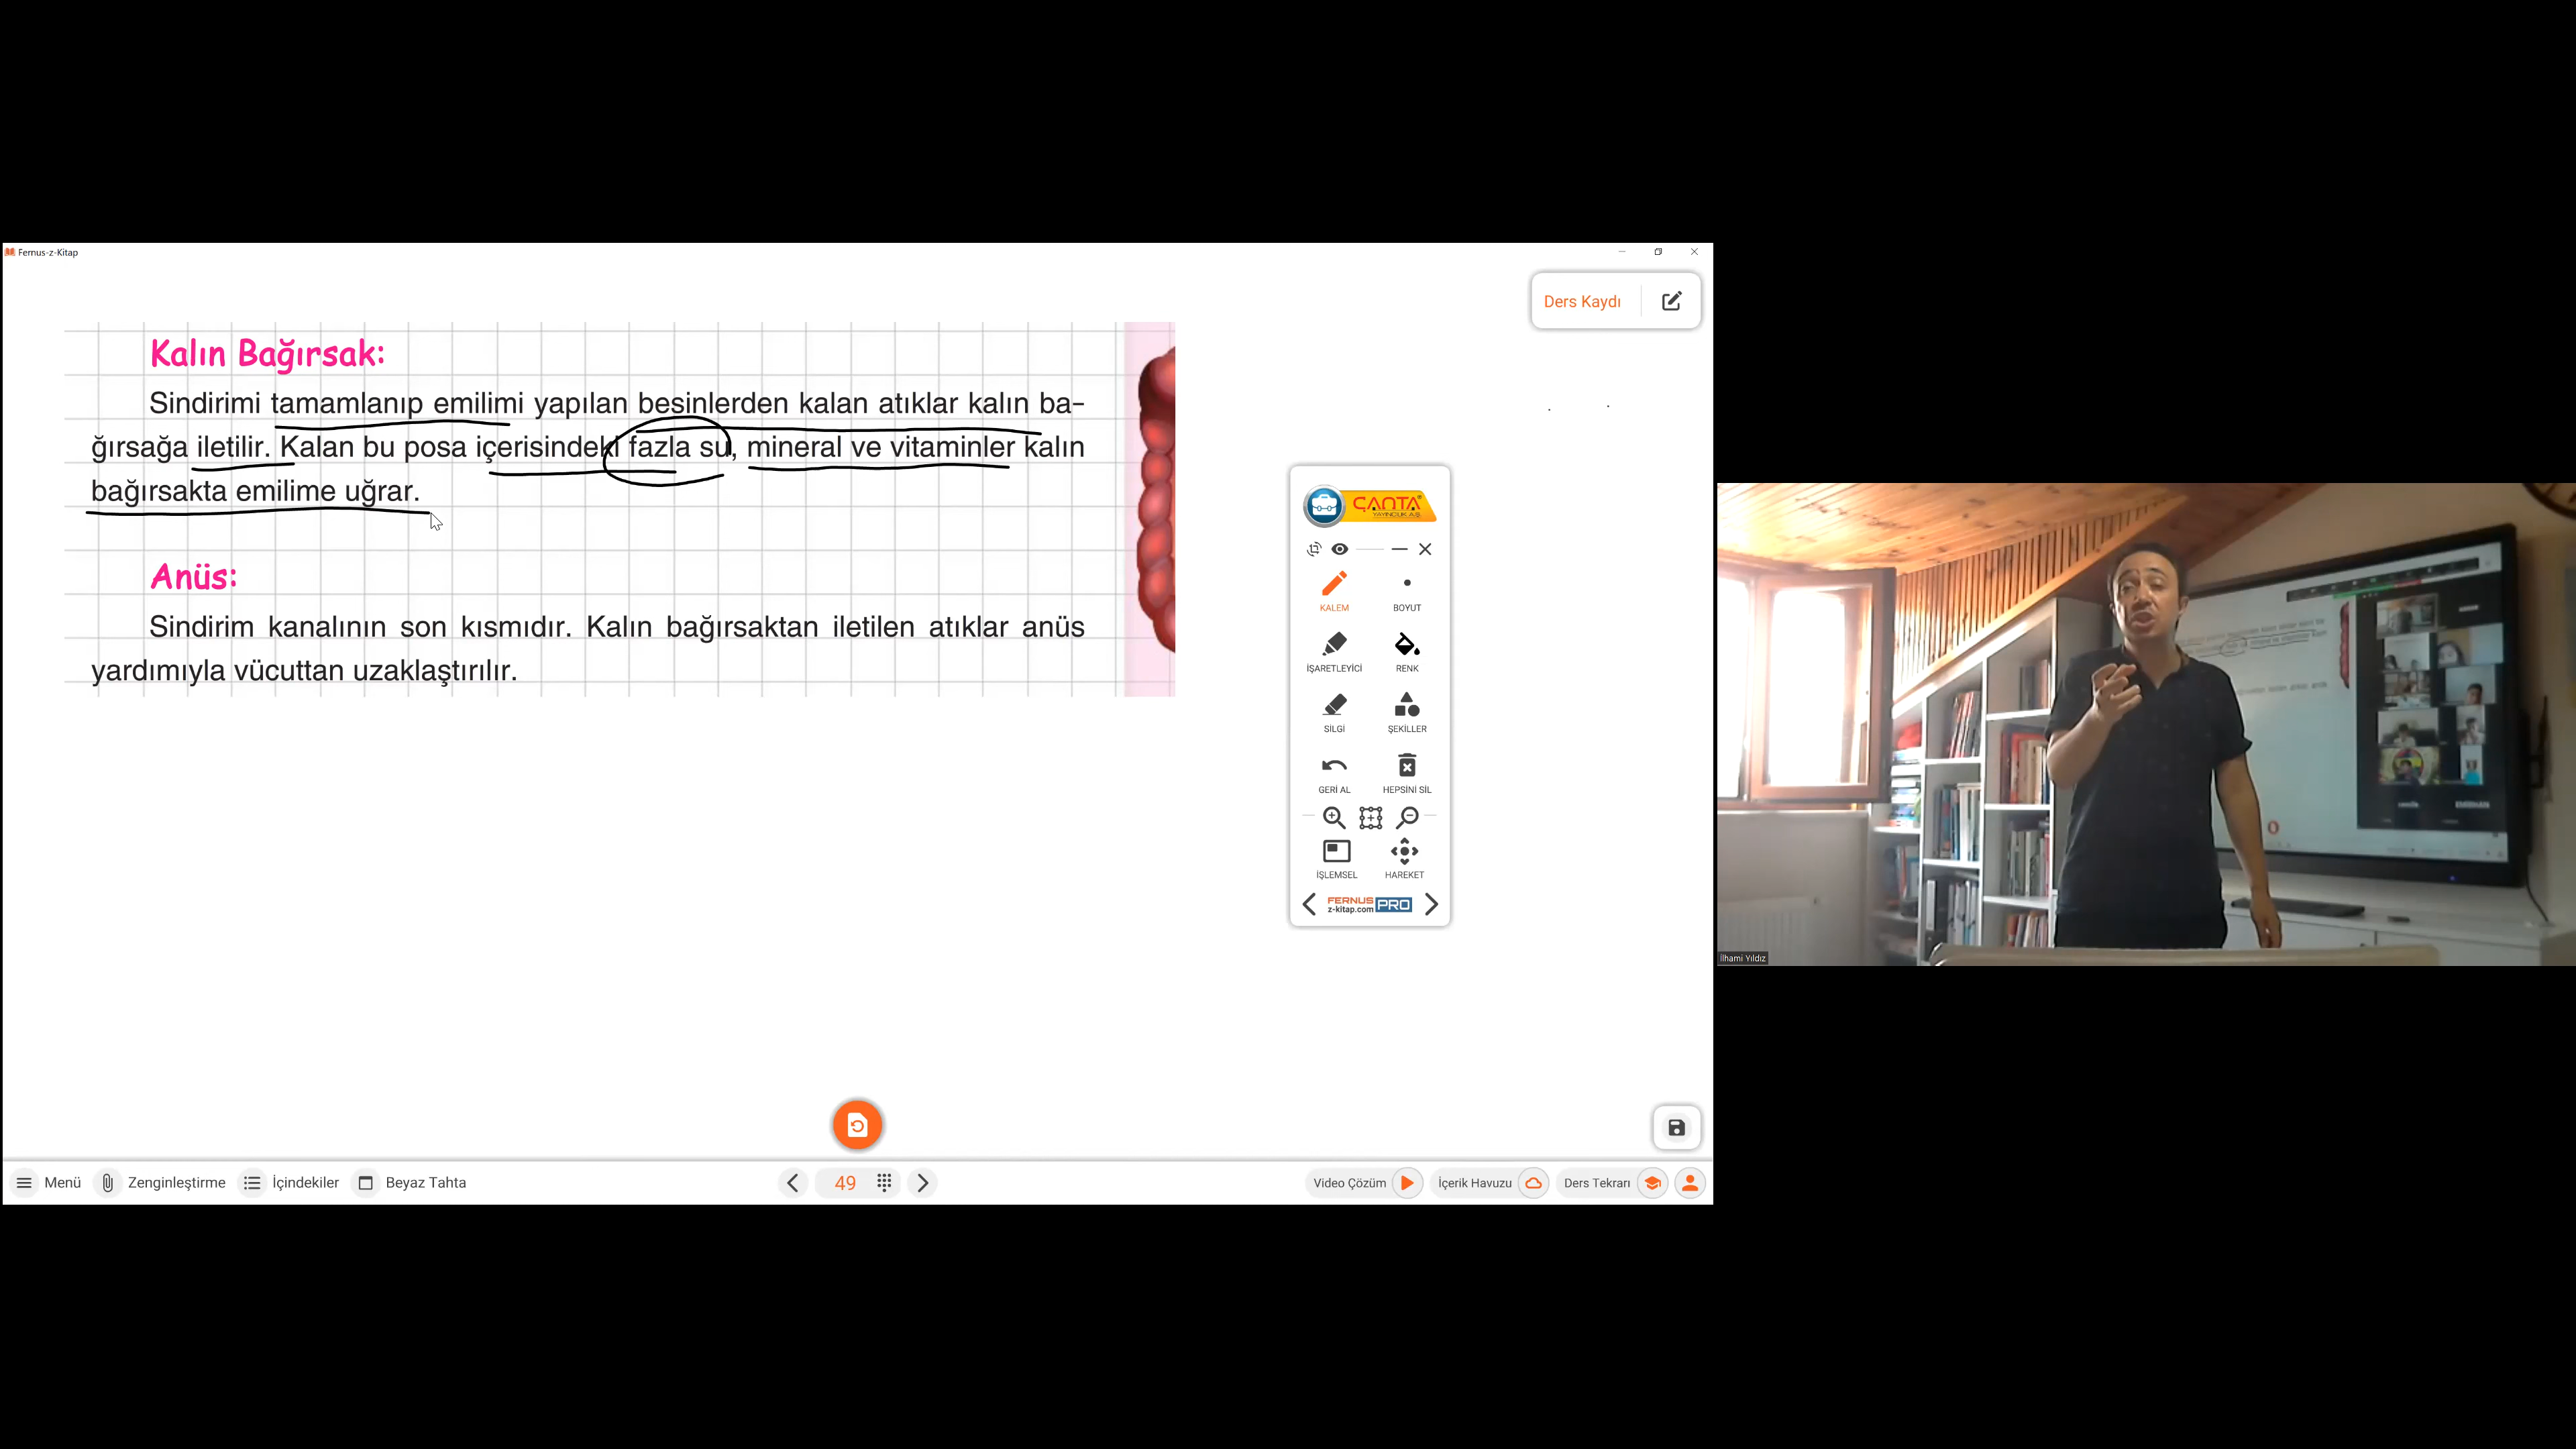 Fernus-z-Kitap
Ders Kaydı
Kalın Bağırsak:
Sindirimi tamamlanıp emilimi yapılan besinlerden kalan atıklar kalın ba-
ğırsağa iletilir. Kalan bu posa içerisindeki fazla su, mineral ve vitaminler kalın
bağırsakta emilime uğrar.
Anüs:
Sindirim kanalının son kısmıdır. Kalın bağırsaktan iletilen atıklar anüs
yardımıyla vücuttan uzaklaştırılır.
ÇANTA
YAYINCILIK A.Ş.
KALEM
BOYUT
İŞARETLEYİCİ
RENK
SİLGİ
ŞEKİLLER
GERİ AL
HEPSİNİ SİL
İŞLEMSEL
HAREKET
FERNUS
z-kitap.com
PRO
İlhami Yıldız
Menü
Zenginleştirme
İçindekiler
Beyaz Tahta
49
Video Çözüm
İçerik Havuzu
Ders Tekrarı